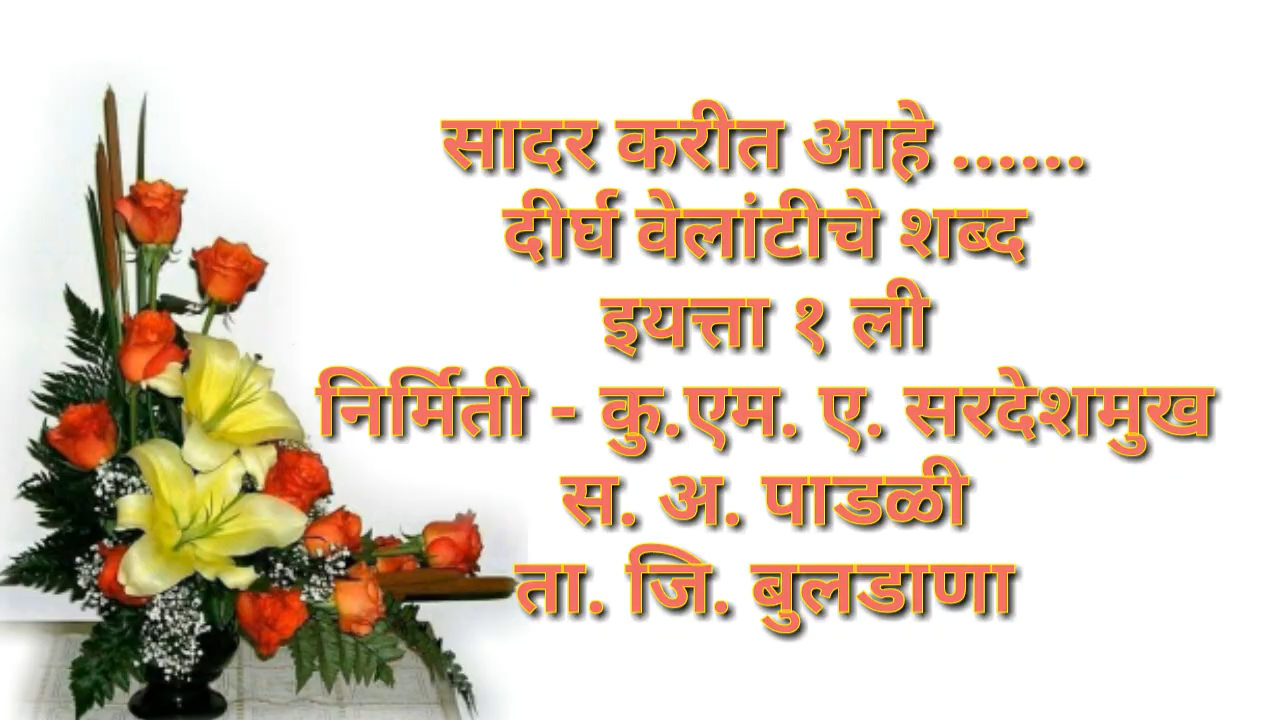 सादर करीत आहे ......
दीर्घ वेलांटीचे शब्द
इयत्ता १ ली
निर्मिती - कु.एम. ए. सरदेशमुख
स. अ. पाडळी
ता. जि. बुलडाणा